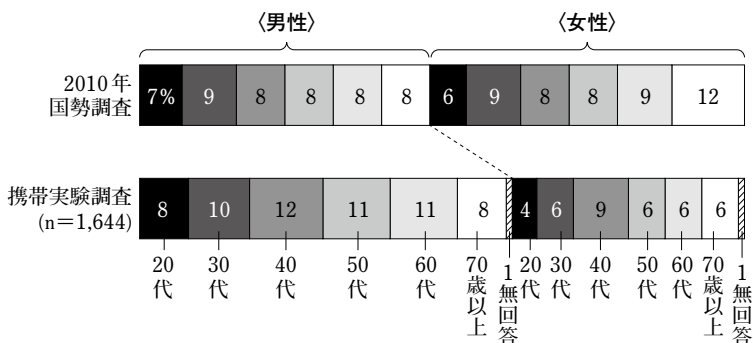 〈男性〉 〈女性〉
2010年
国勢調査
7% 9 8 8 8 8 6 9 8 8 9 12
携帯実験調査
(n=1,644)
8 10 12 11 11 8 4 6 9 6 6 6
20代 30代 40代 50代 60代 70歳以上 1無回答 20代 30代 40代 50代 60代 70歳以上 1無回答